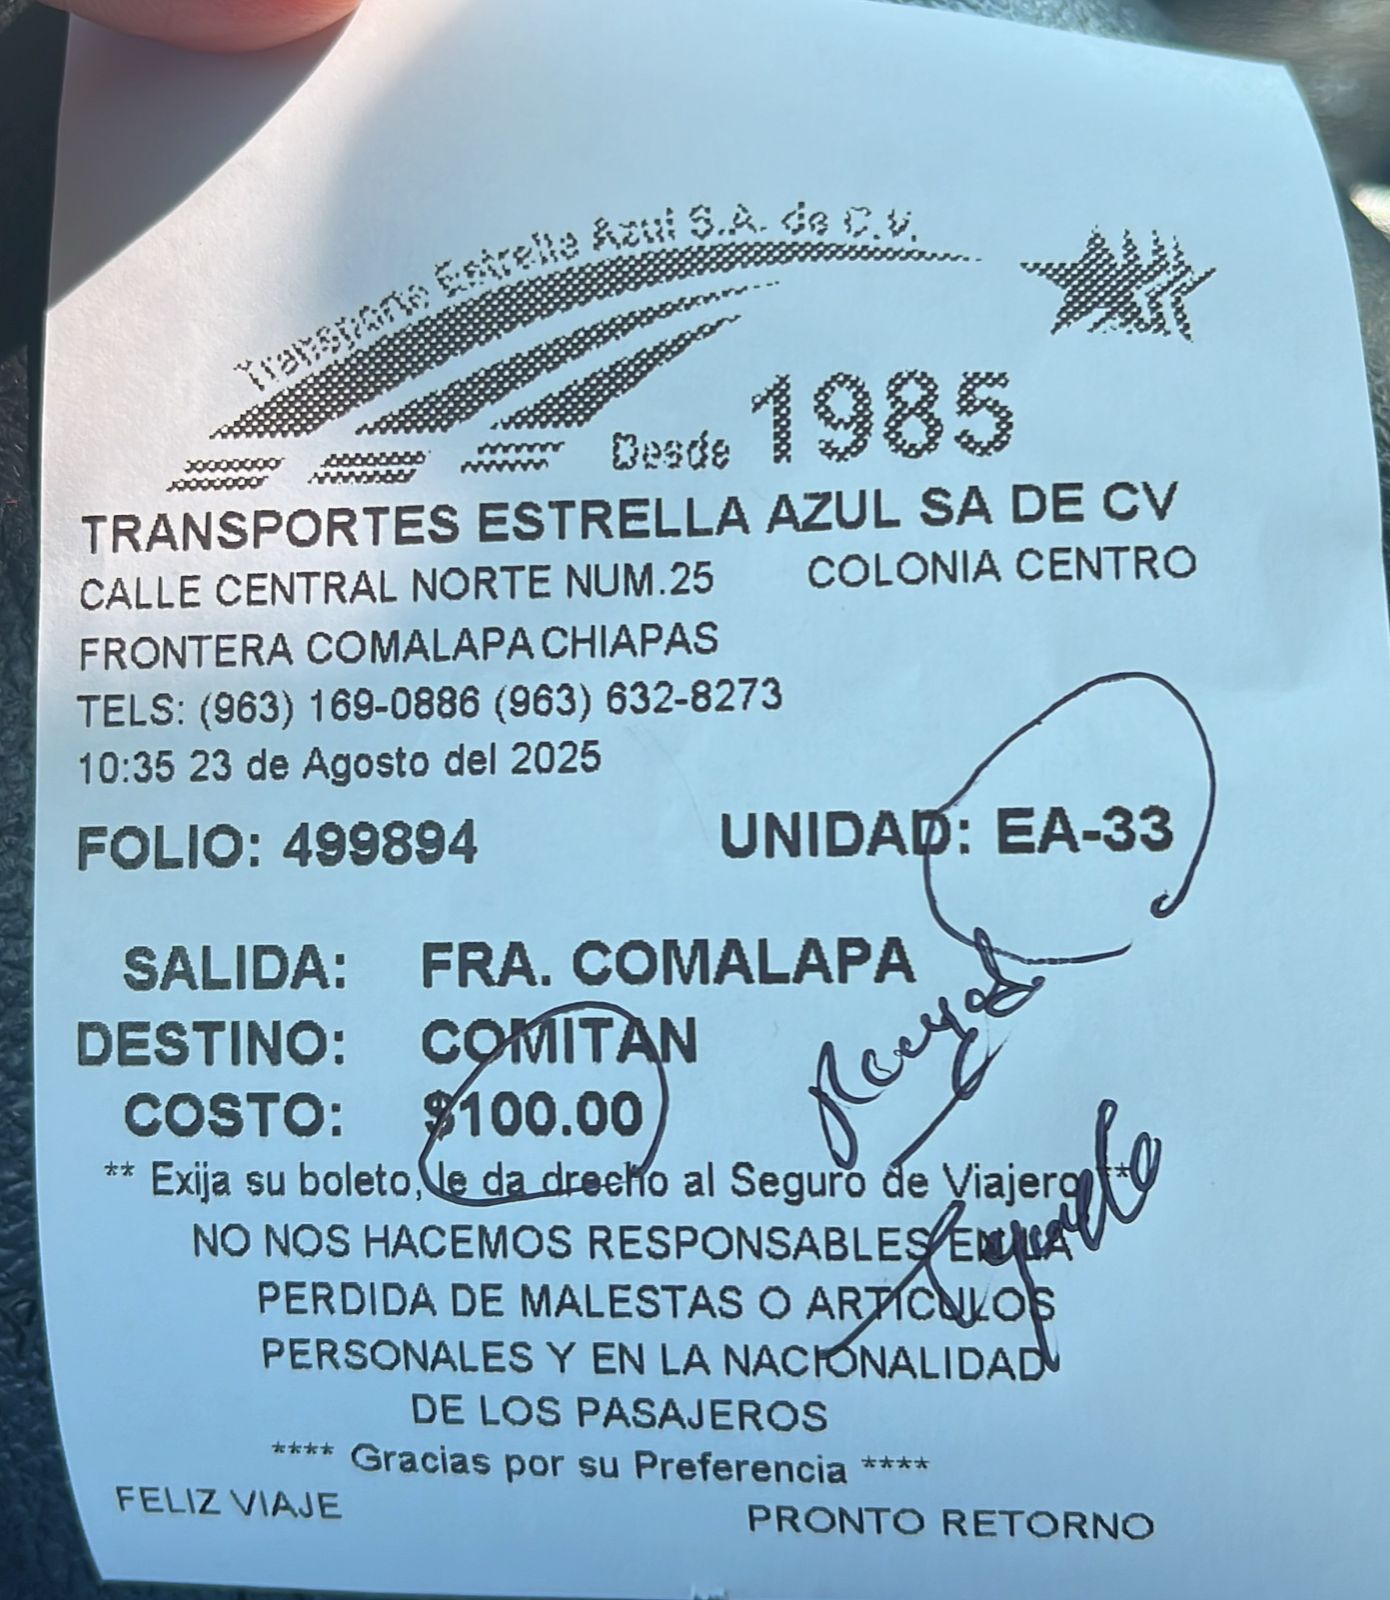 Transporte Estrella Azul S.A. de C.V.
Desde 1985
TRANSPORTES ESTRELLA AZUL SA DE CV
CALLE CENTRAL NORTE NUM.25 COLONIA CENTRO
FRONTERA COMALAPA CHIAPAS
TELS: (963) 169-0886 (963) 632-8273
10:35 23 de Agosto del 2025
FOLIO: 499894 UNIDAD: EA-33
SALIDA: FRA. COMALAPA
DESTINO: COMITAN
COSTO: $100.00
** Exija su boleto, le da drecho al Seguro de Viajero **
NO NOS HACEMOS RESPONSABLES EN LA
PERDIDA DE MALESTAS O ARTICULOS
PERSONALES Y EN LA NACIONALIDAD
DE LOS PASAJEROS
**** Gracias por su Preferencia ****
FELIZ VIAJE PRONTO RETORNO